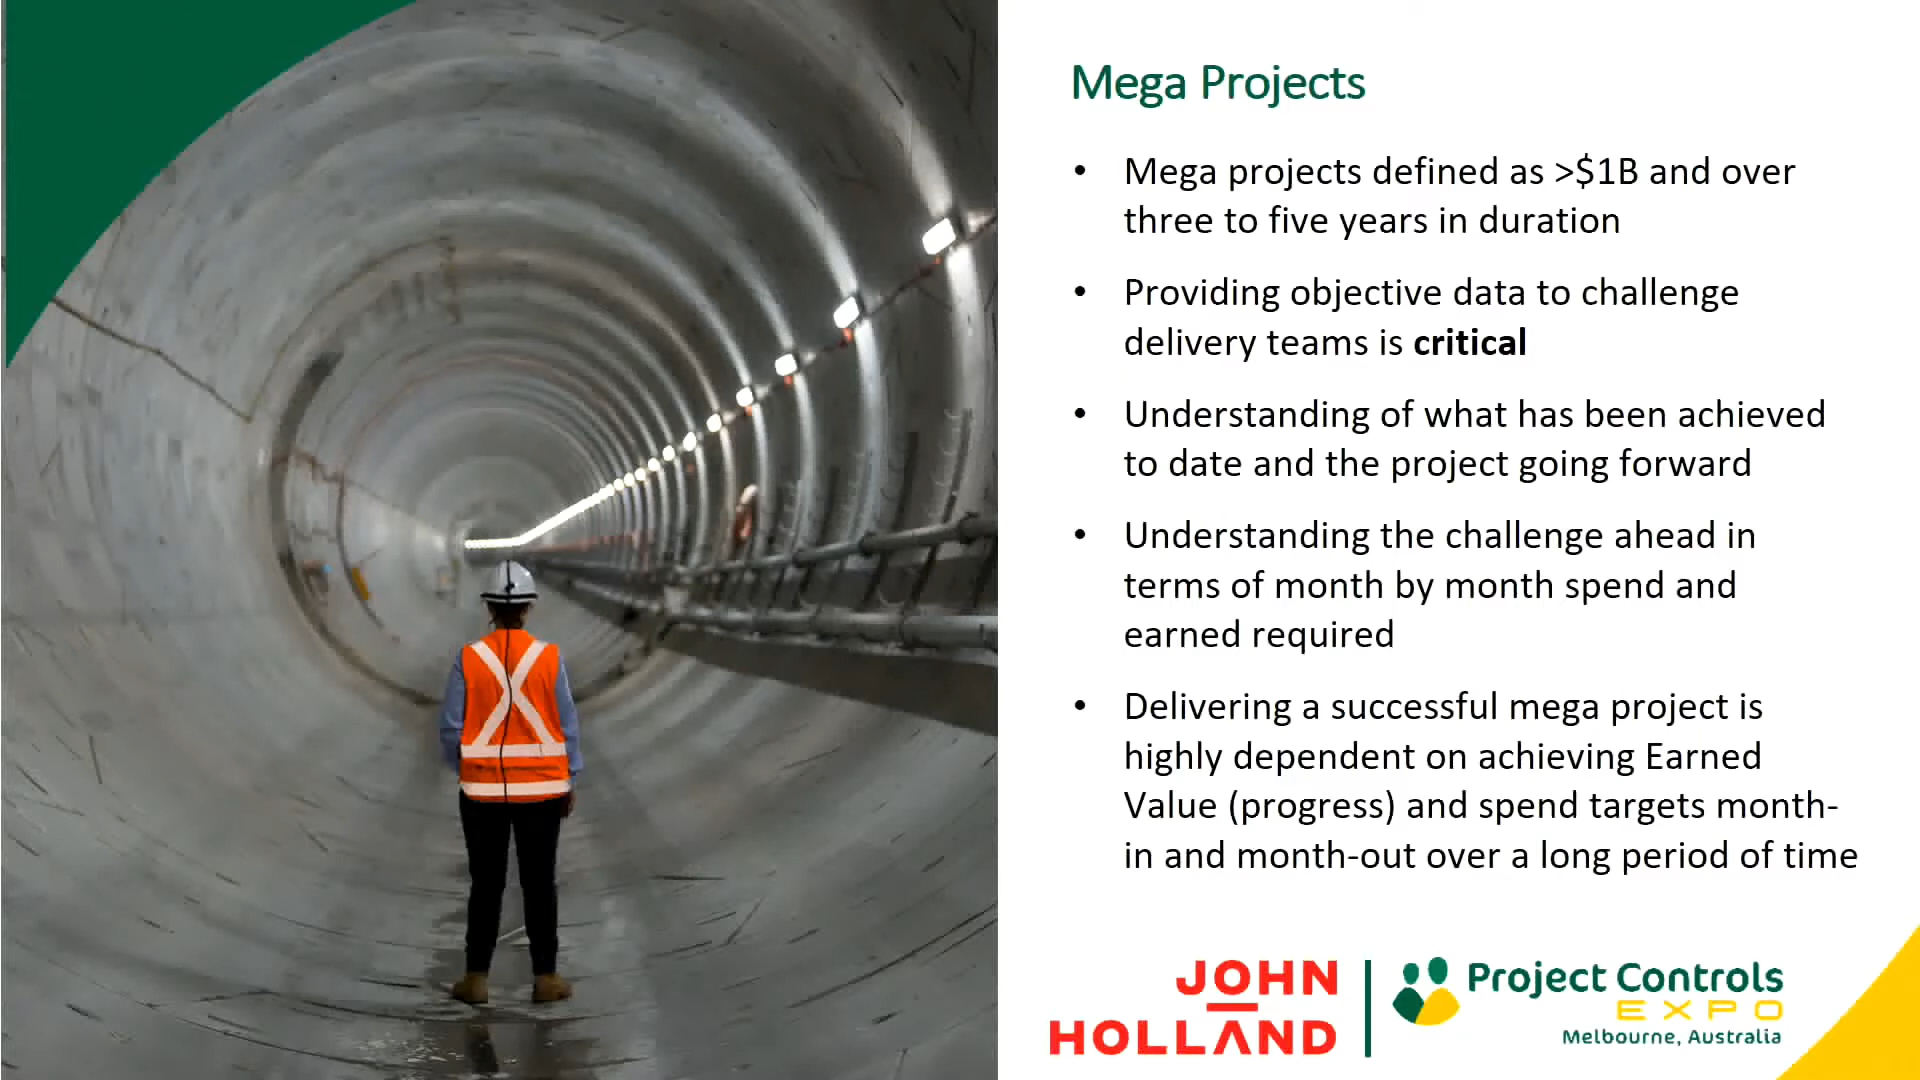 Mega Projects
• Mega projects defined as >$1B and over
three to five years in duration
• Providing objective data to challenge
delivery teams is critical
• Understanding of what has been achieved
to date and the project going forward
• Understanding the challenge ahead in
terms of month by month spend and
earned required
• Delivering a successful mega project is
highly dependent on achieving Earned
Value (progress) and spend targets month-
in and month-out over a long period of time
JOHN
HOLLAND
Project Controls
EXPO
Melbourne, Australia